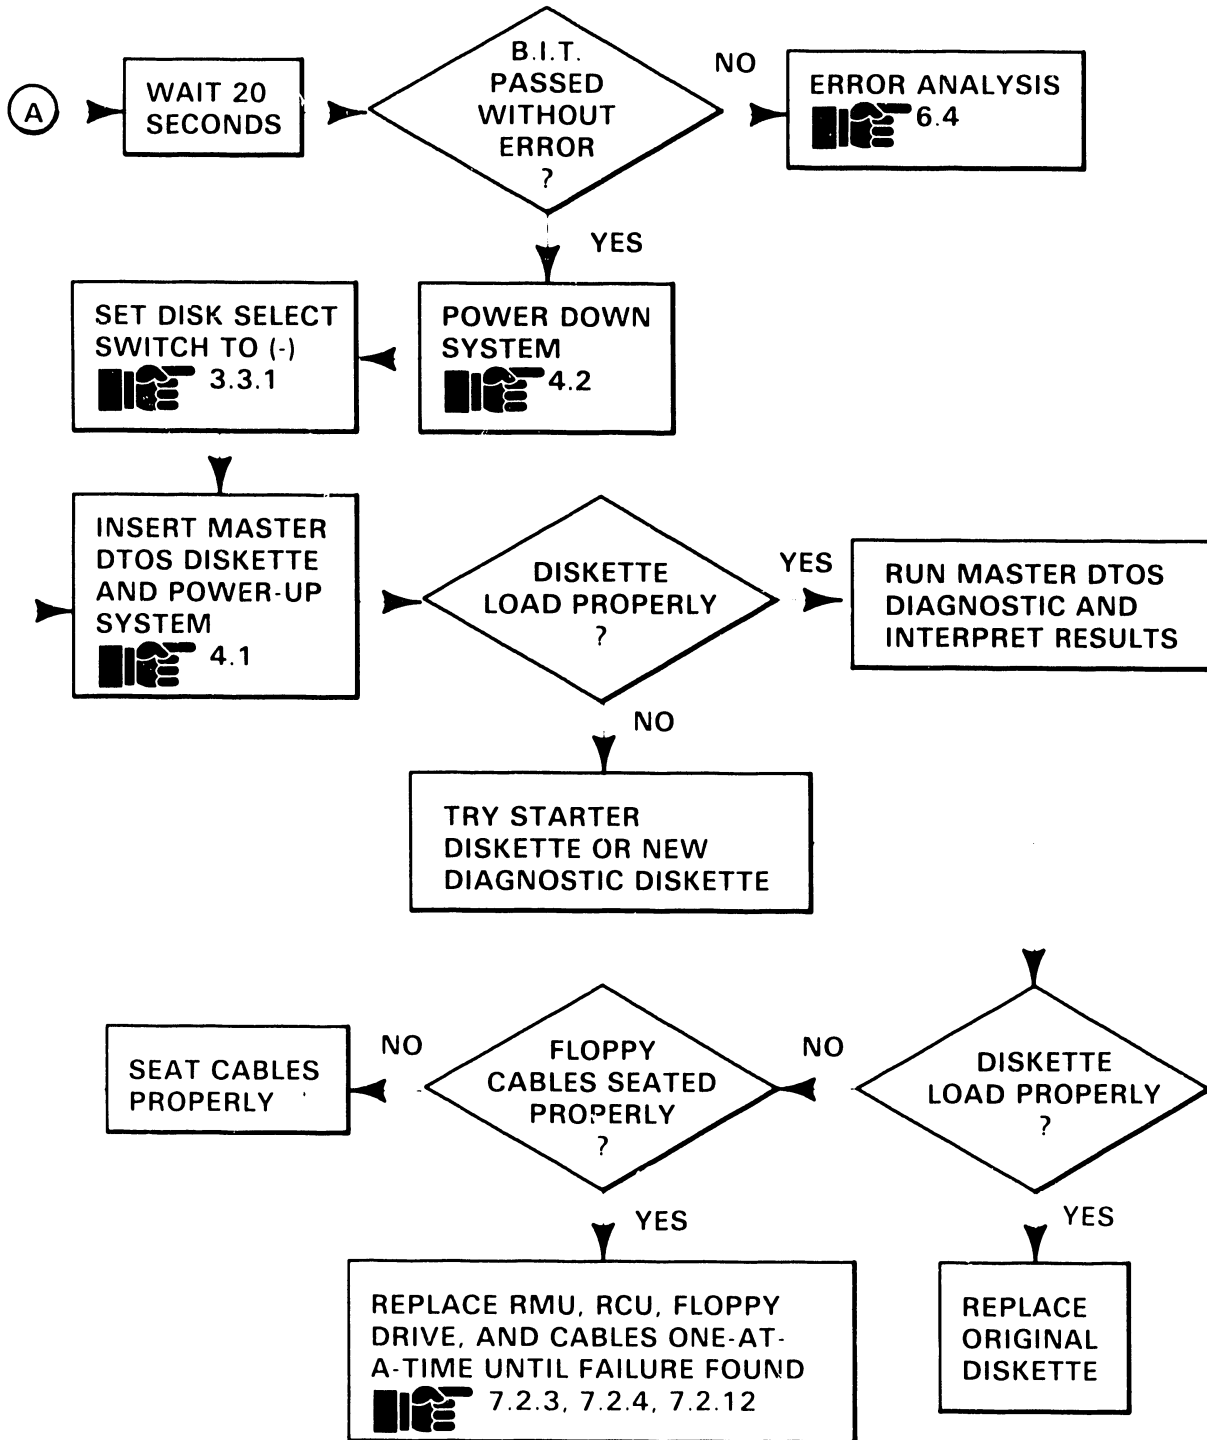 A
WAIT 20
SECONDS
B.I.T.
PASSED
WITHOUT
ERROR
?
NO
ERROR ANALYSIS
6.4
YES
POWER DOWN
SYSTEM
4.2
SET DISK SELECT
SWITCH TO (-)
3.3.1
INSERT MASTER
DTOS DISKETTE
AND POWER-UP
SYSTEM
4.1
DISKETTE
LOAD PROPERLY
?
YES
RUN MASTER DTOS
DIAGNOSTIC AND
INTERPRET RESULTS
NO
TRY STARTER
DISKETTE OR NEW
DIAGNOSTIC DISKETTE
DISKETTE
LOAD PROPERLY
?
NO
FLOPPY
CABLES SEATED
PROPERLY
?
NO
SEAT CABLES
PROPERLY
YES
REPLACE RMU, RCU, FLOPPY
DRIVE, AND CABLES ONE-AT-
A-TIME UNTIL FAILURE FOUND
7.2.3, 7.2.4, 7.2.12
YES
REPLACE
ORIGINAL
DISKETTE